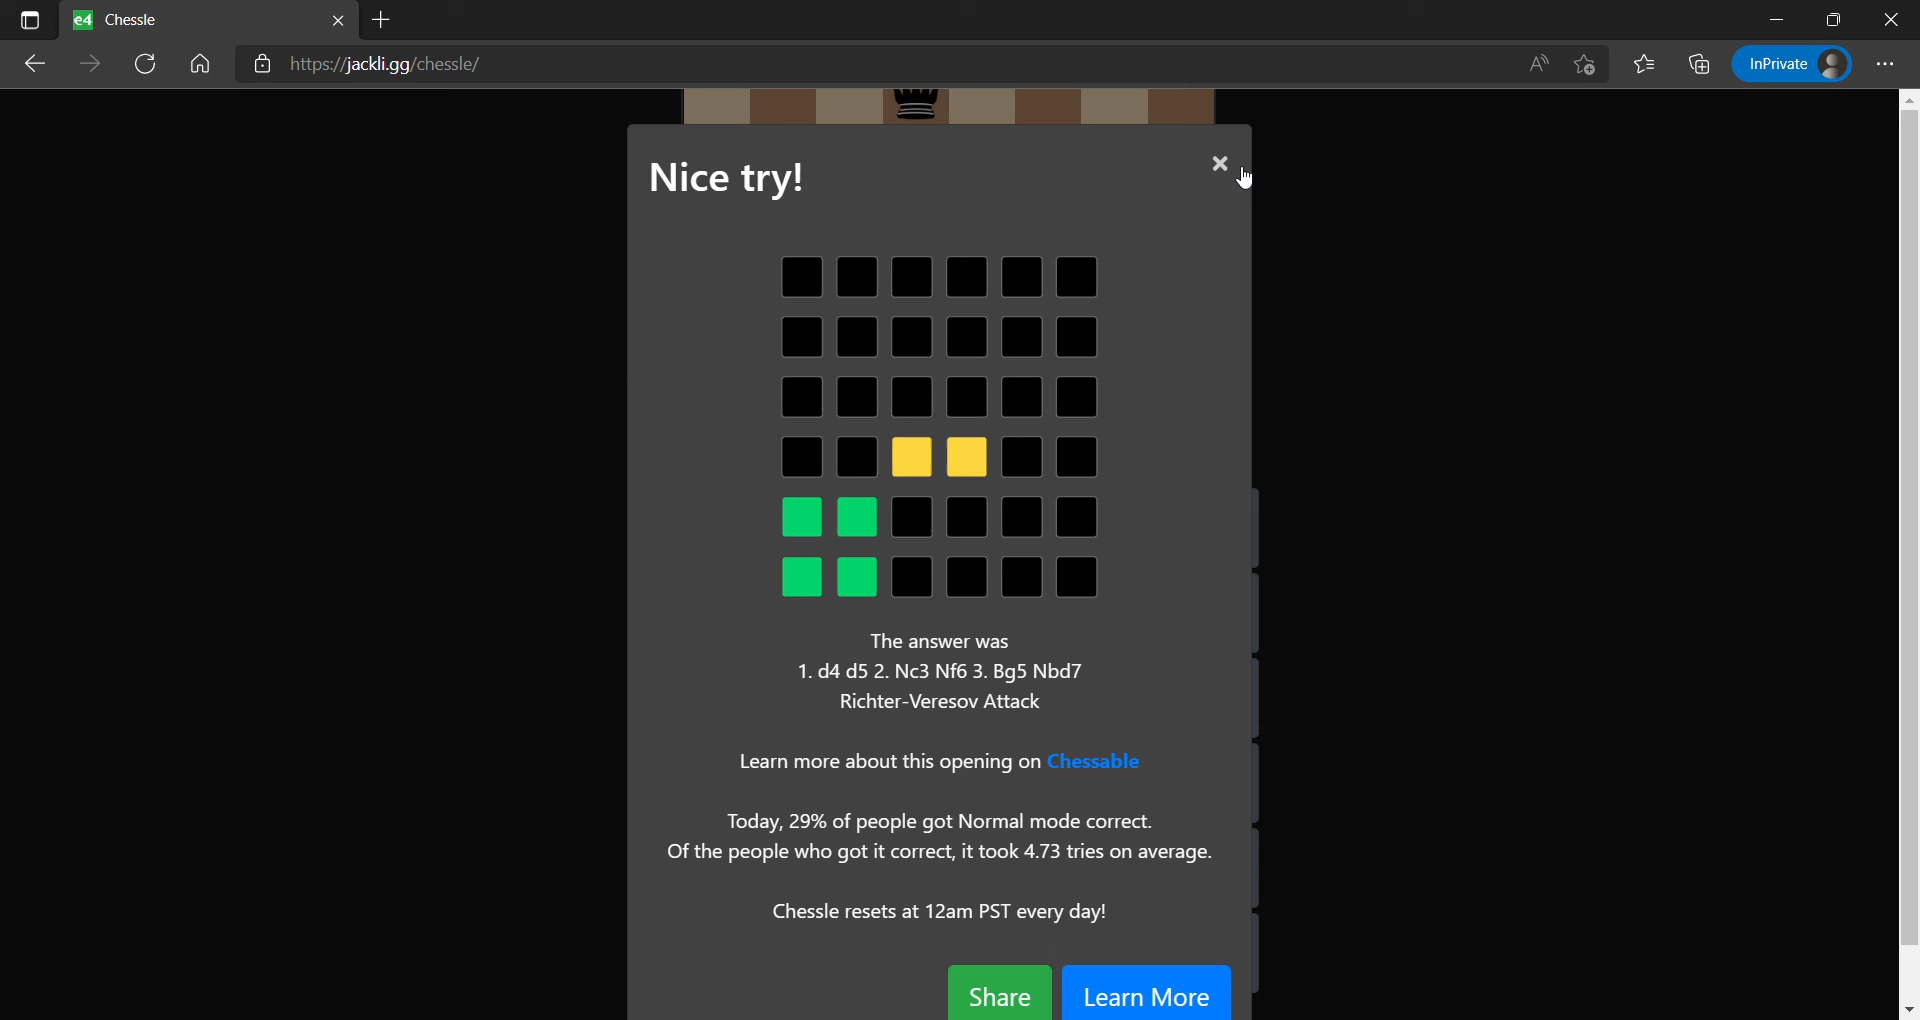 e4 Chessle
https://jackli.gg/chessle/
InPrivate
Nice try!
The answer was
1. d4 d5 2. Nc3 Nf6 3. Bg5 Nbd7
Richter-Veresov Attack
Learn more about this opening on Chessable
Today, 29% of people got Normal mode correct.
Of the people who got it correct, it took 4.73 tries on average.
Chessle resets at 12am PST every day!
Share Learn More